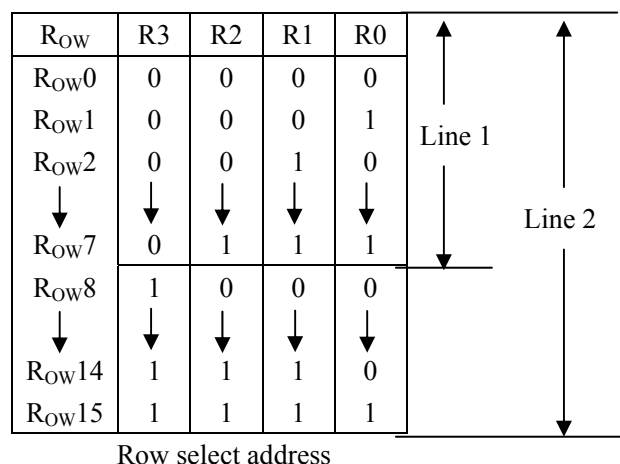 ROW R3 R2 R1 R0
ROW0 0 0 0 0
ROW1 0 0 0 1
Line 1
ROW2 0 0 1 0
Line 2
ROW7 0 1 1 1
ROW8 1 0 0 0
ROW14 1 1 1 0
ROW15 1 1 1 1
Row select address